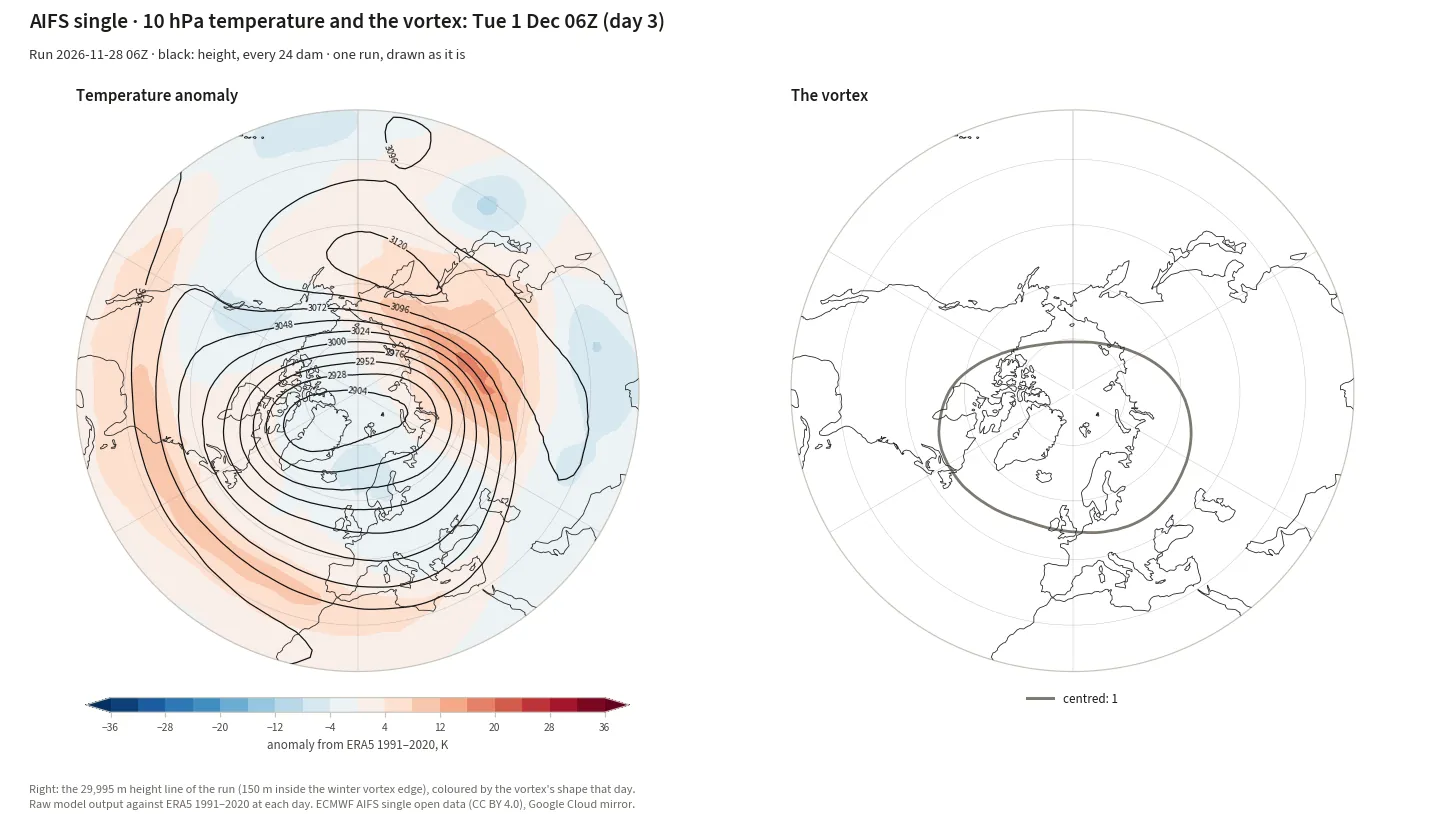 AIFS single · 10 hPa temperature and the vortex: Tue 1 Dec 06Z (day 3)
Run 2026-11-28 06Z · black: height, every 24 dam · one run, drawn as it is
Temperature anomaly
The vortex
3096
3120
3096
3072
3048
3024
3000
2976
2952
2928
2904
−36
−28
−20
−12
−4
4
12
20
28
36
anomaly from ERA5 1991–2020, K
centred: 1
Right: the 29,995 m height line of the run (150 m inside the winter vortex edge), coloured by the vortex's shape that day.
Raw model output against ERA5 1991–2020 at each day. ECMWF AIFS single open data (CC BY 4.0), Google Cloud mirror.